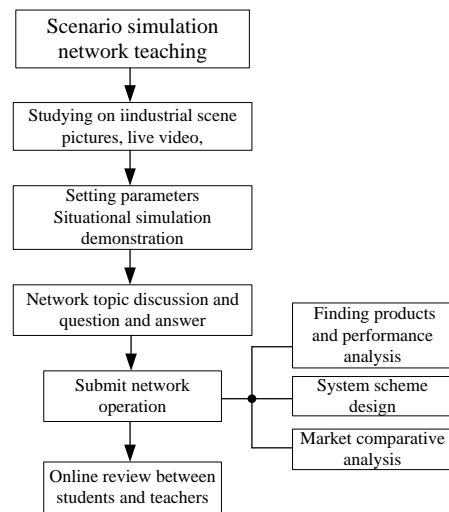 Scenario simulation
network teaching
Studying on iindustrial scene
pictures, live video,
Setting parameters
Situational simulation
demonstration
Network topic discussion and
question and answer
Submit network
operation
Finding products
and performance
analysis
System scheme
design
Market comparative
analysis
Online review between
students and teachers